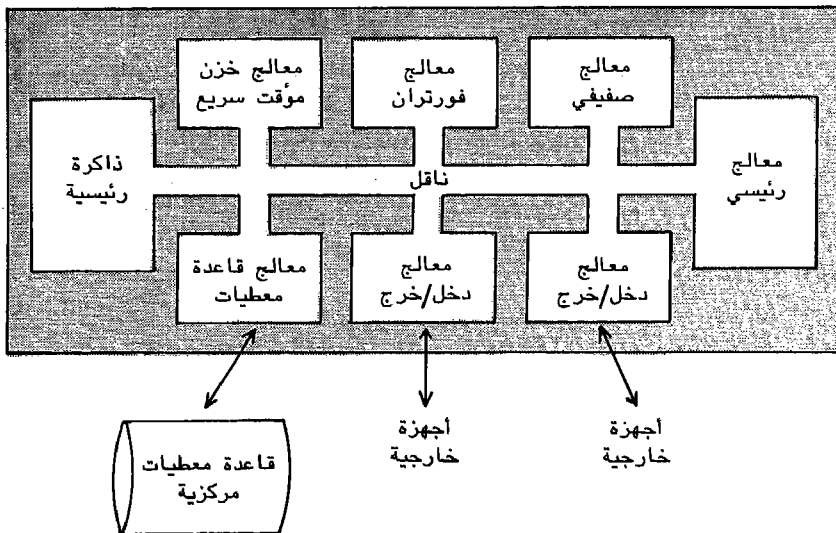 معالج خزن
مؤقت سريع
معالج
فورتران
معالج
صفيفي
ذاكرة
رئيسية
معالج
رئيسي
ناقل
معالج قاعدة
معطيات
معالج
دخل/خرج
معالج
دخل/خرج
قاعدة معطيات
مركزية
أجهزة
خارجية
أجهزة
خارجية